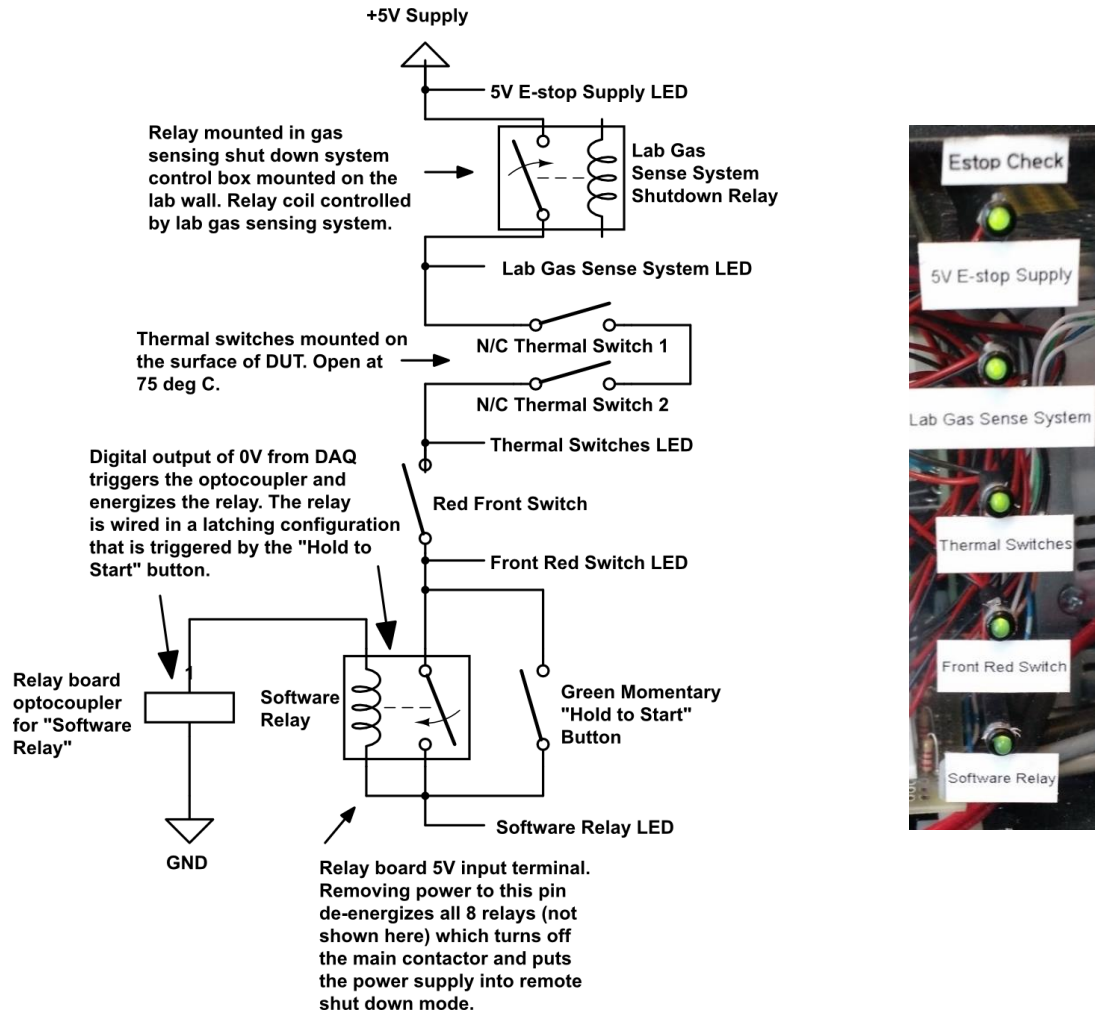 +5V Supply
5V E-stop Supply LED
Relay mounted in gas
sensing shut down system
control box mounted on the
lab wall. Relay coil controlled
by lab gas sensing system.
Lab Gas
Sense System
Shutdown Relay
Lab Gas Sense System LED
Thermal switches mounted on
the surface of DUT. Open at
75 deg C.
N/C Thermal Switch 1
N/C Thermal Switch 2
Thermal Switches LED
Digital output of 0V from DAQ
triggers the optocoupler and
energizes the relay. The relay
is wired in a latching configuration
that is triggered by the "Hold to
Start" button.
Red Front Switch
Front Red Switch LED
Relay board
optocoupler
for "Software
Relay"
1
Software
Relay
Green Momentary
"Hold to Start"
Button
Software Relay LED
GND
Relay board 5V input terminal.
Removing power to this pin
de-energizes all 8 relays (not
shown here) which turns off
the main contactor and puts
the power supply into remote
shut down mode.
Estop Check
5V E-stop Supply
Lab Gas Sense System
Thermal Switches
Front Red Switch
Software Relay